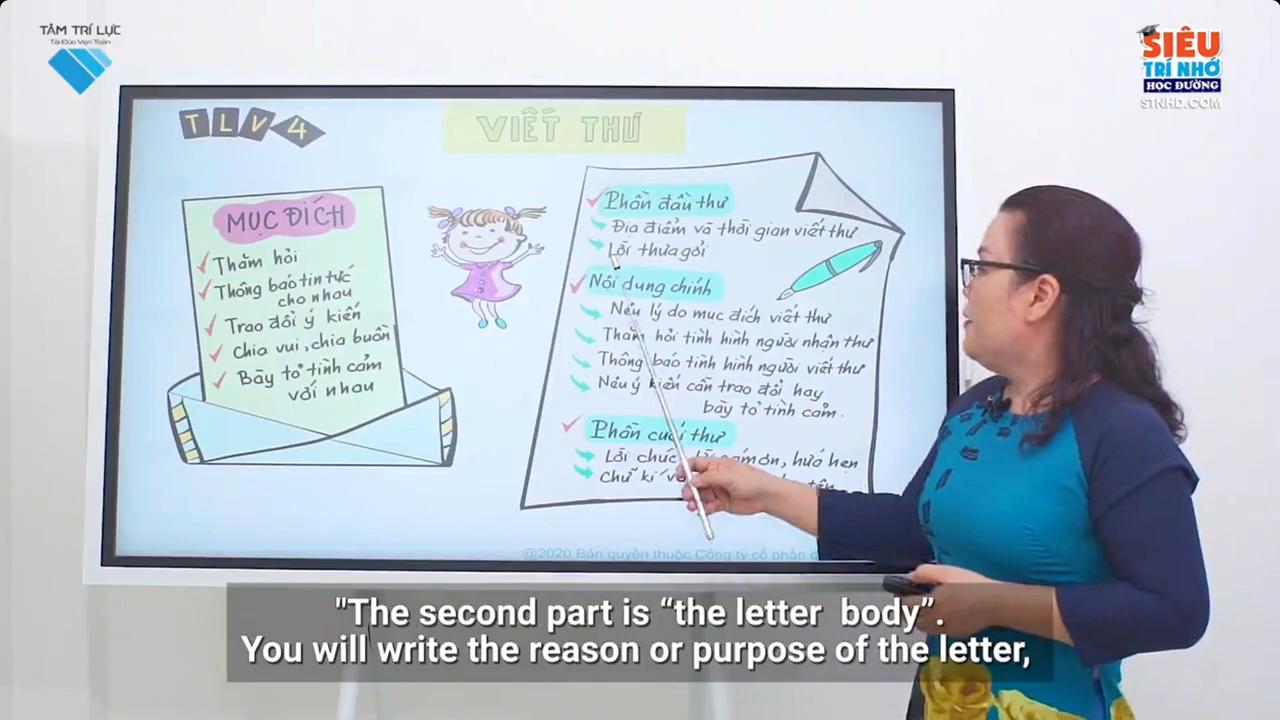 TÂM TRÍ LỰC
Tài Đức Vẹn Toàn
SIÊU
TRÍ NHỚ
HỌC ĐƯỜNG
STNHD.COM
TLV4
VIẾT THƯ
MỤC ĐÍCH
Thăm hỏi
Thông báo tin tức
cho nhau
Trao đổi ý kiến
Chia vui, chia buồn
Bày tỏ tình cảm
với nhau
Phần đầu thư
Địa điểm và thời gian viết thư
Lời thưa gởi
Nội dung chính
Nêu lý do mục đích viết thư
Thăm hỏi tình hình người nhận thư
Thông báo tình hình người viết thư
Nêu ý kiến cần trao đổi hay
bày tỏ tình cảm.
Phần cuối thư
Lời chúc, cảm ơn, hứa hẹn
Chữ kí
@2020 Bản quyền thuộc Công ty cổ phần
"The second part is “the letter body”.
You will write the reason or purpose of the letter,